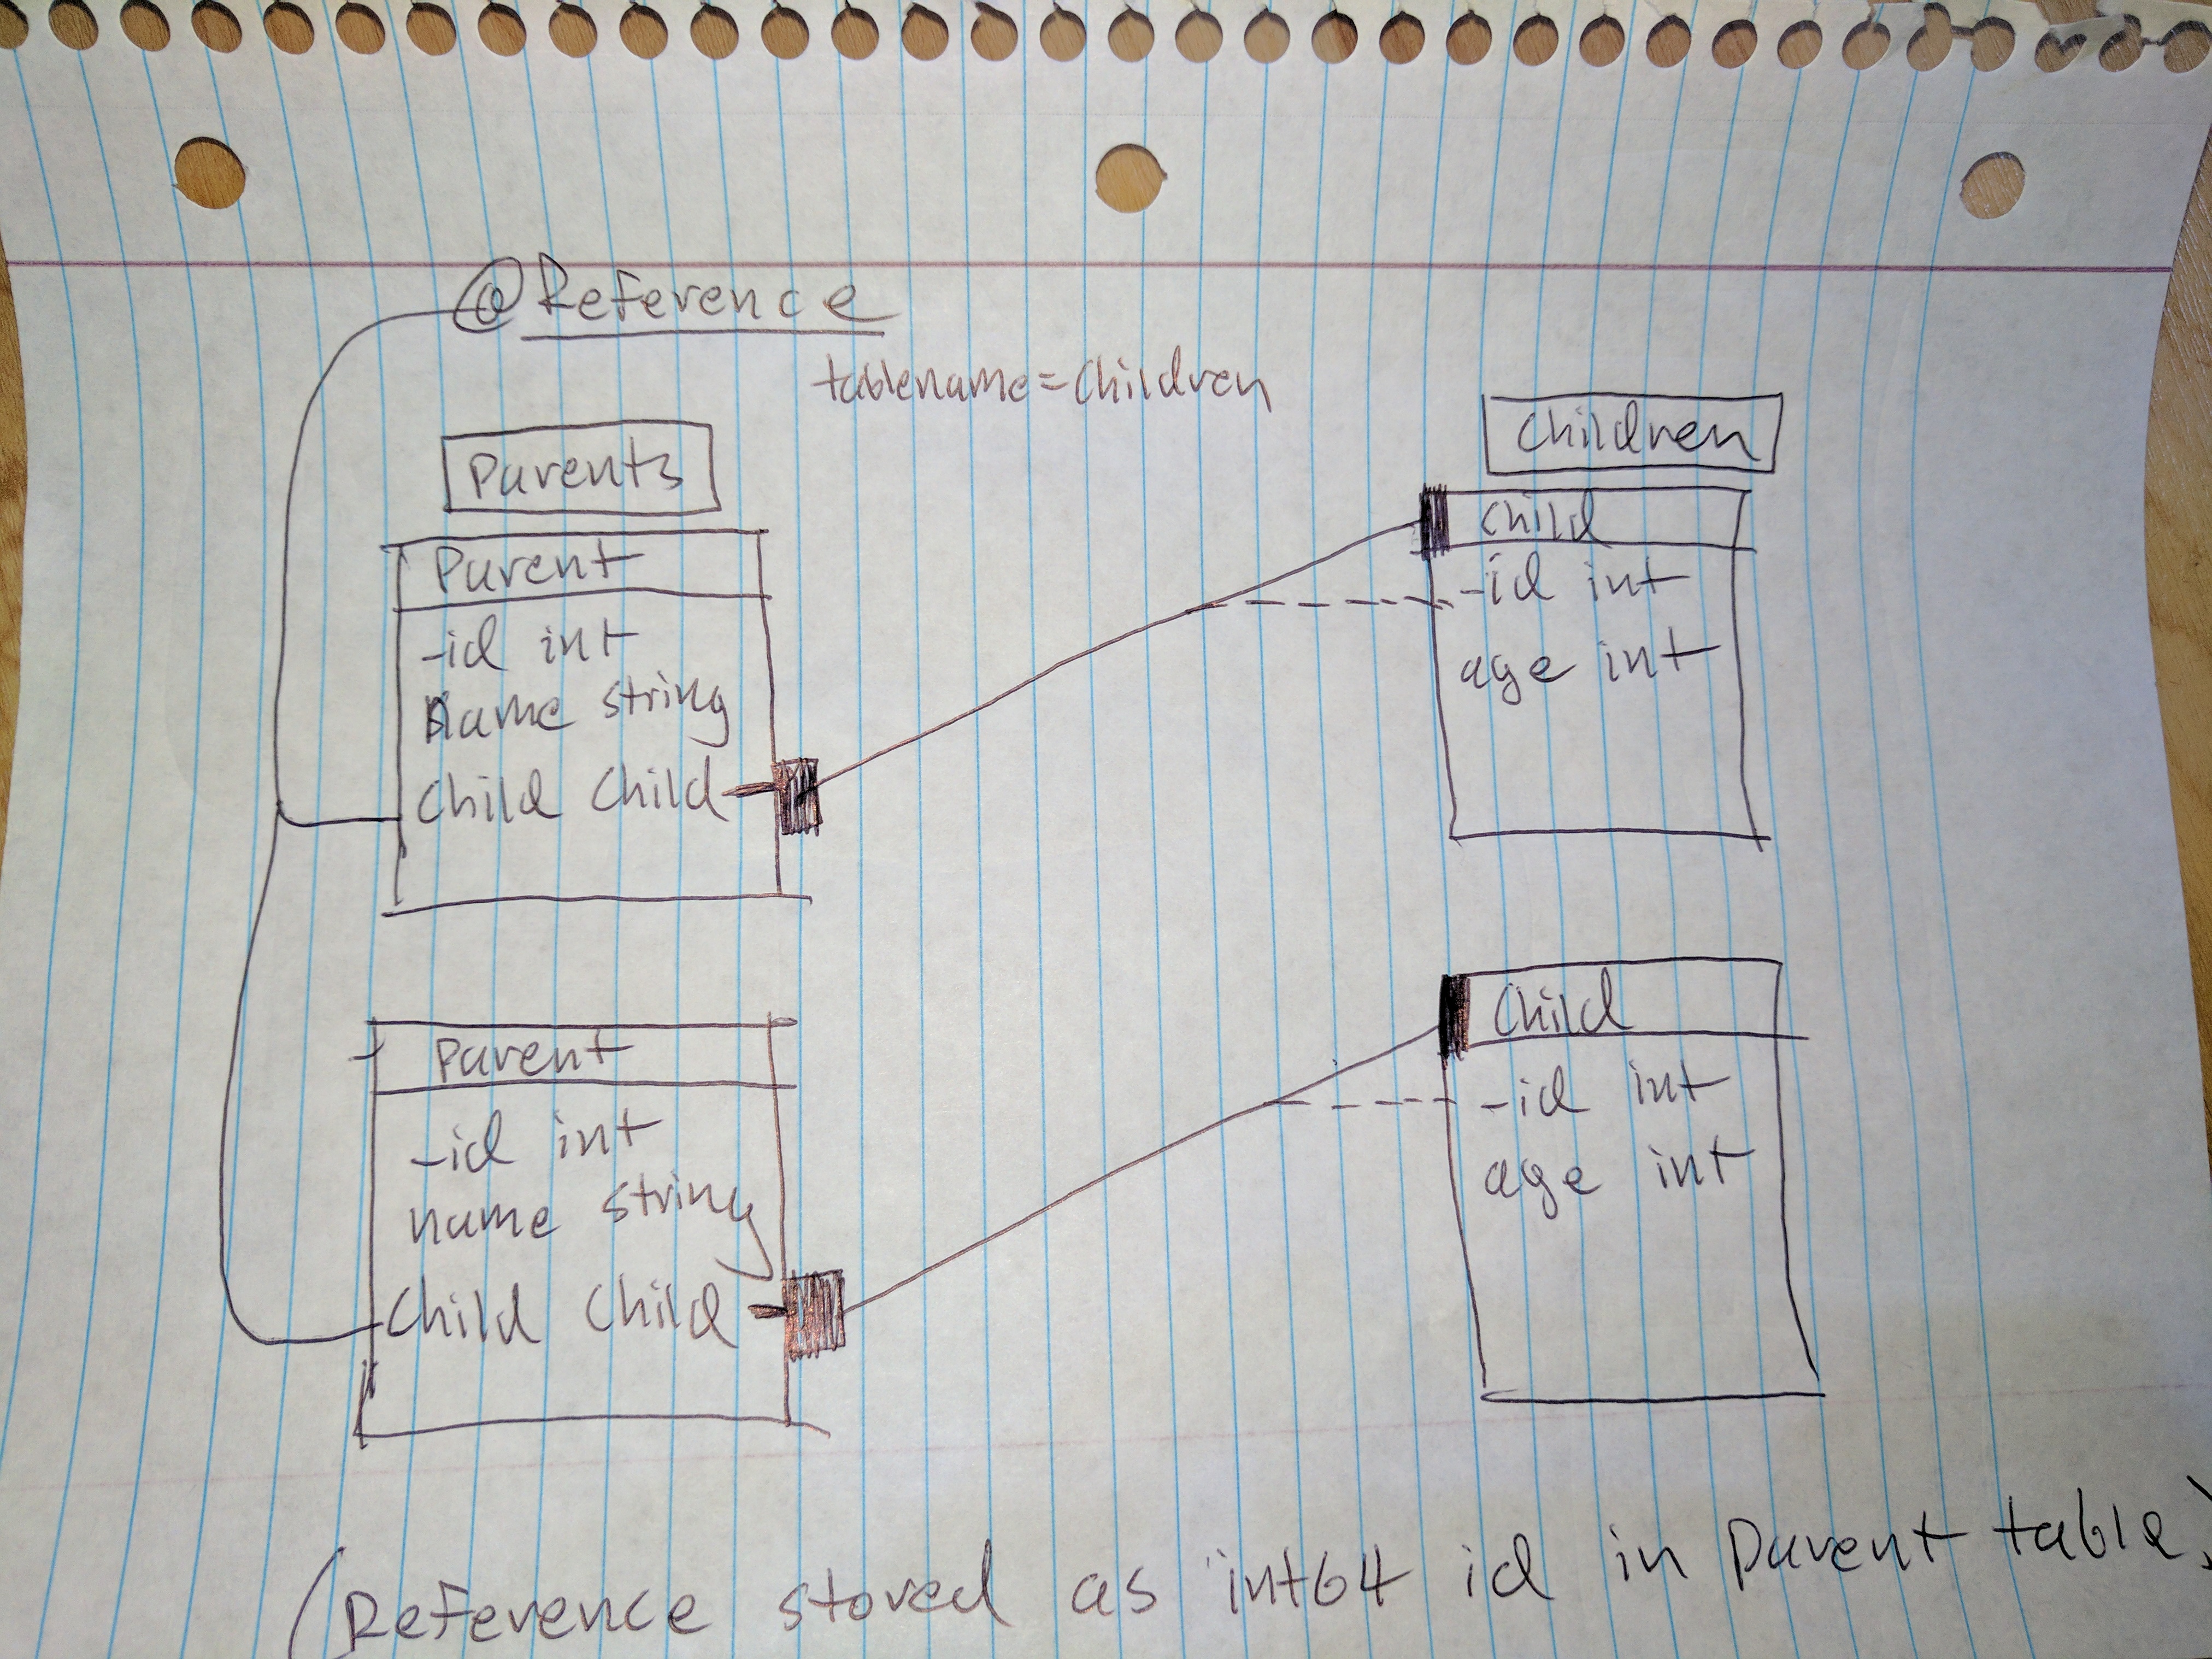 @Reference
tablename=Children
Parents
Parent
-id int
name string
Child Child
Parent
-id int
name string
Child Child
Children
Child
-id int
age int
Child
-id int
age int
(Reference stored as int64 id in Parent table)